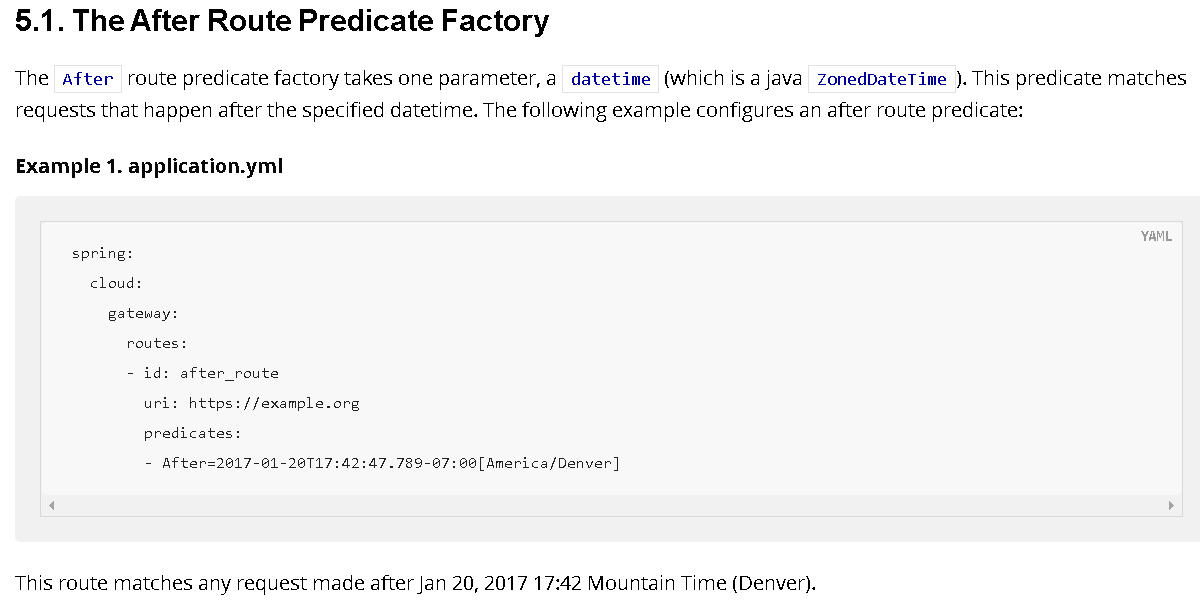 5.1. The After Route Predicate Factory
The After route predicate factory takes one parameter, a datetime (which is a java ZonedDateTime). This predicate matches
requests that happen after the specified datetime. The following example configures an after route predicate:
Example 1. application.yml
YAML
spring:
  cloud:
    gateway:
      routes:
      - id: after_route
        uri: https://example.org
        predicates:
        - After=2017-01-20T17:42:47.789-07:00[America/Denver]
This route matches any request made after Jan 20, 2017 17:42 Mountain Time (Denver).